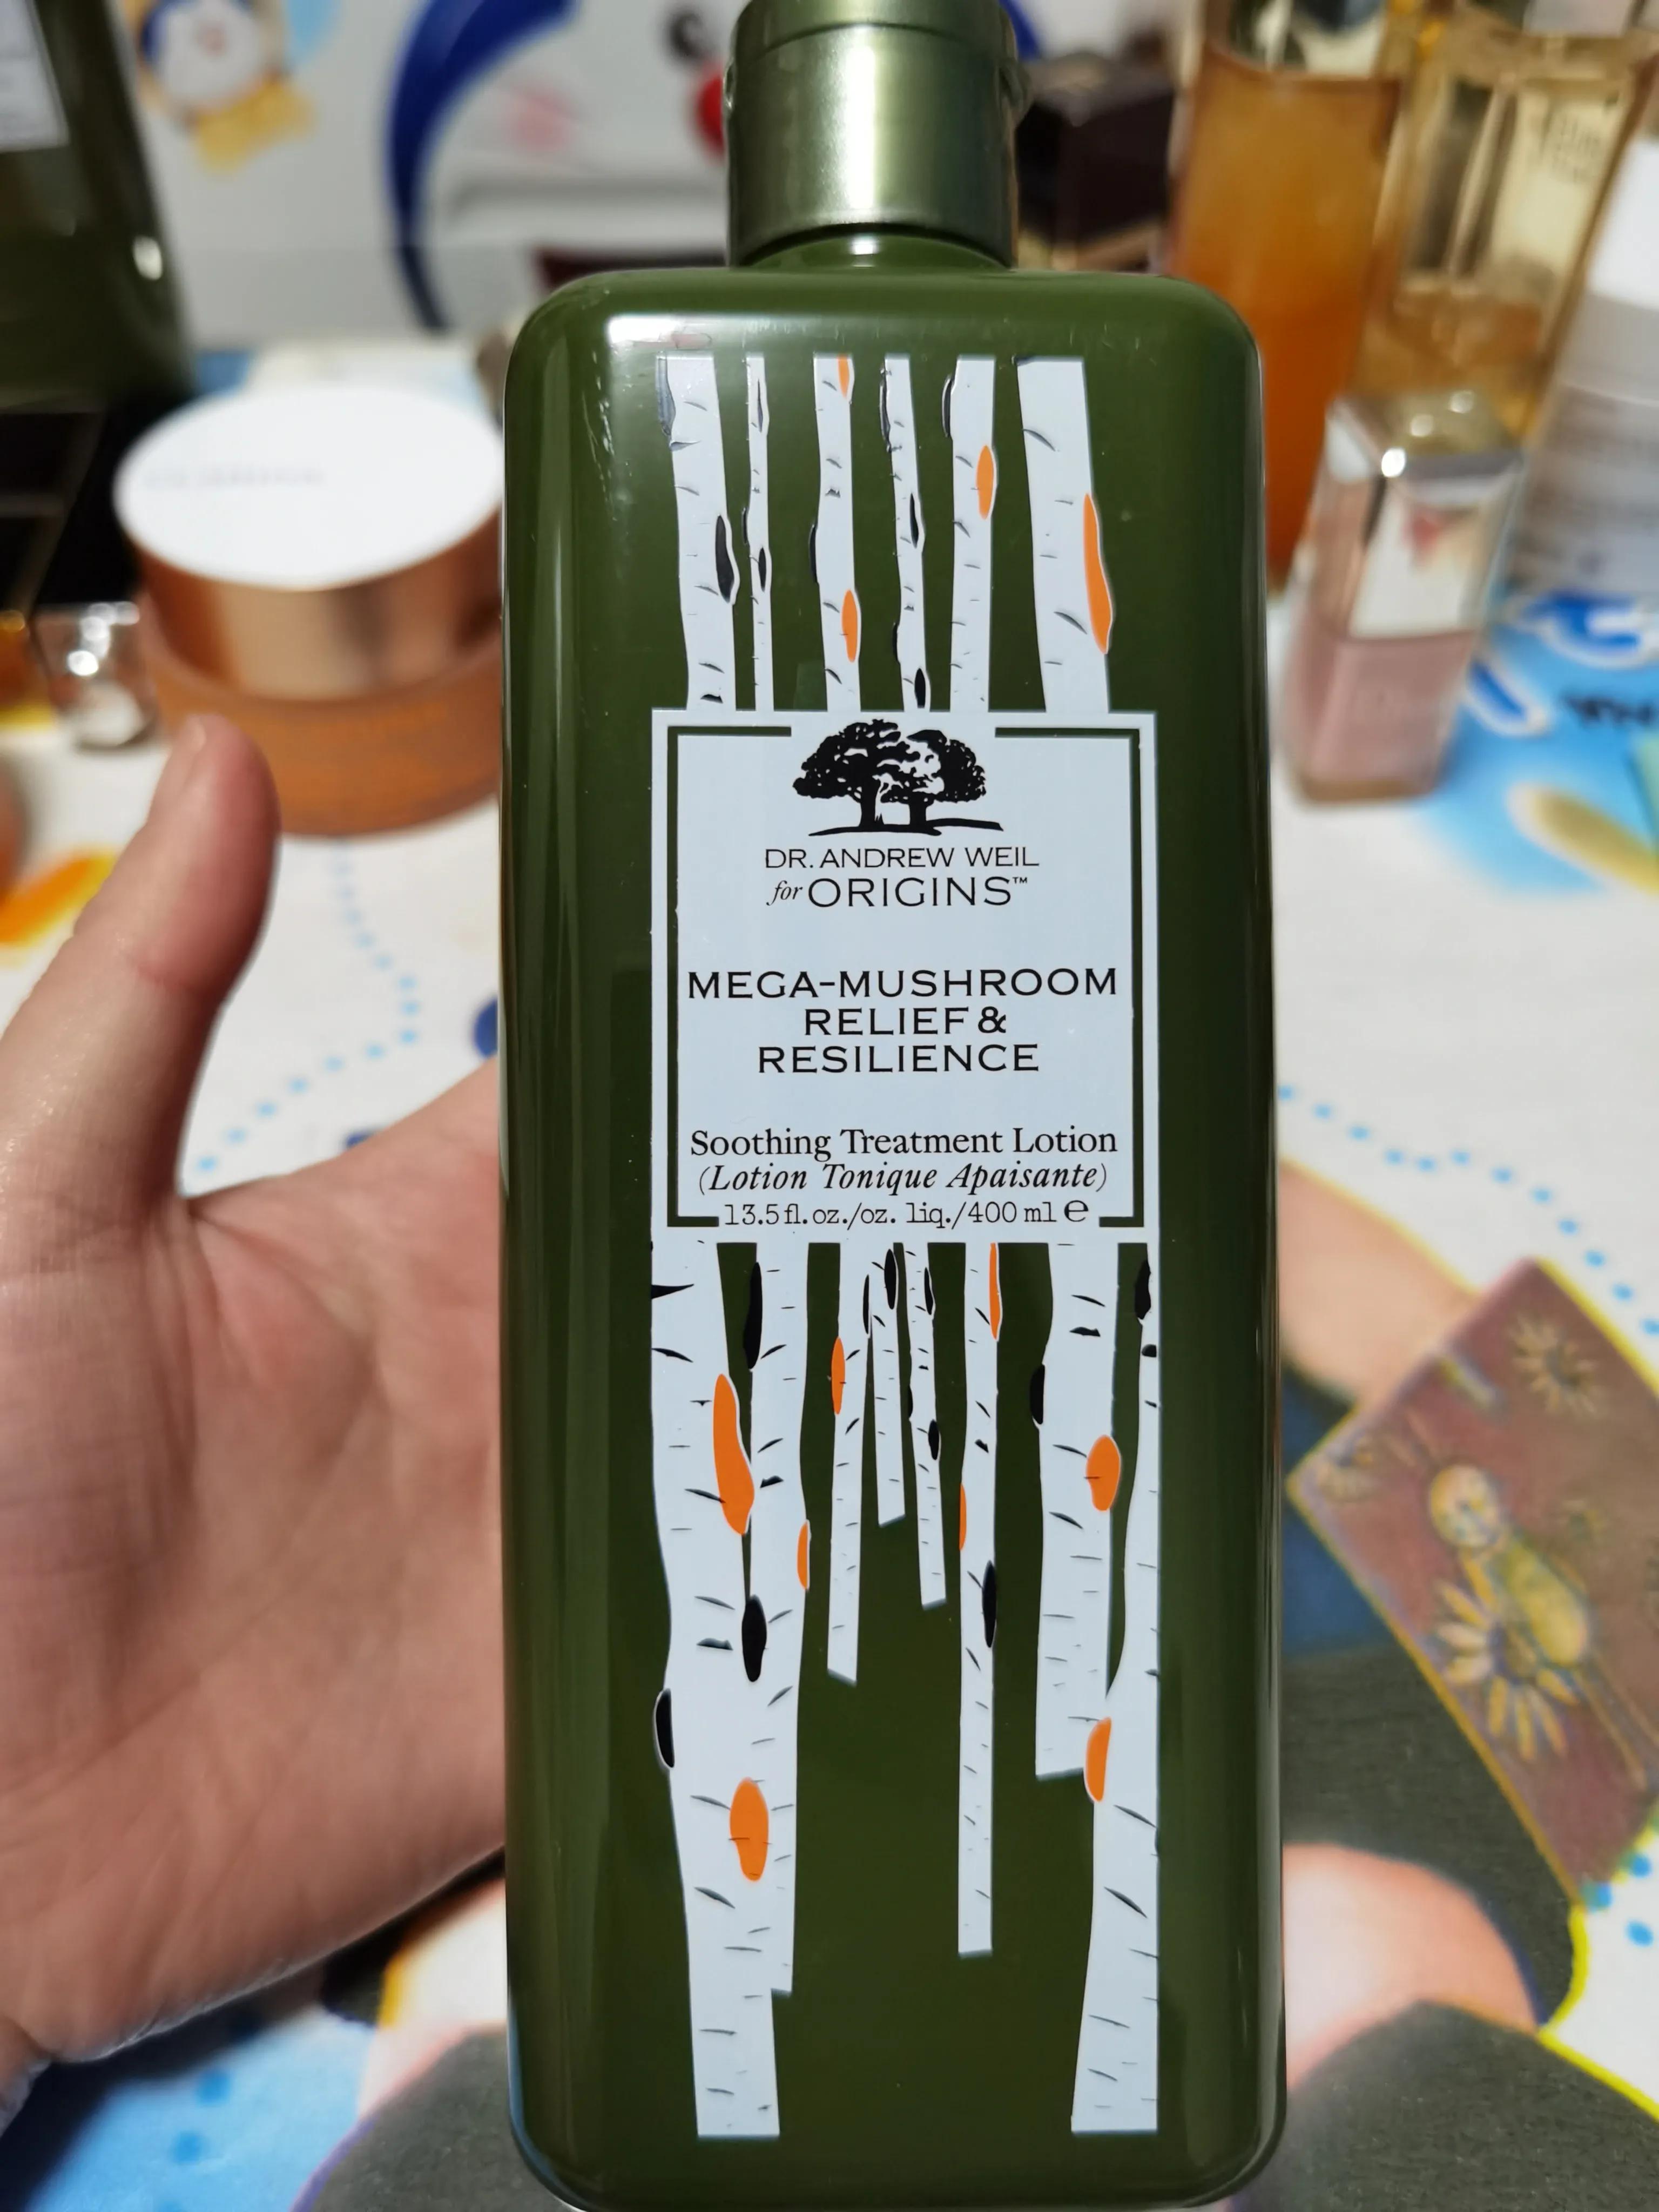 DR. ANDREW WEIL
for ORIGINS™
MEGA-MUSHROOM
RELIEF &
RESILIENCE
Soothing Treatment Lotion
(Lotion Tonique Apaisante)
13.5 fl. oz./oz. liq./400 ml ℮